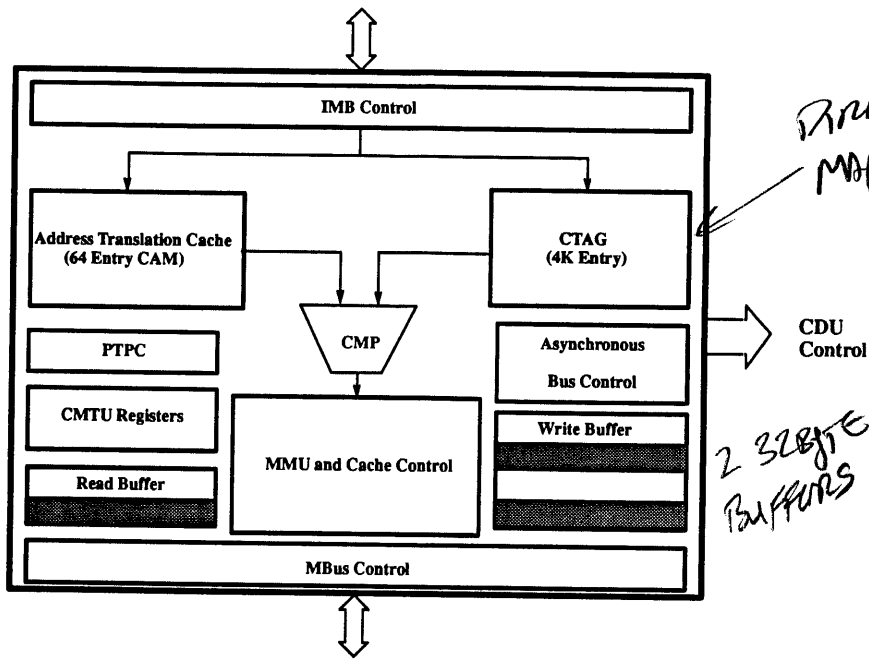 IMB Control
Address Translation Cache
(64 Entry CAM)
CTAG
(4K Entry)
CMP
PTPC
Asynchronous
Bus Control
CDU
Control
CMTU Registers
MMU and Cache Control
Write Buffer
Read Buffer
2 32BYTE
BUFFERS
MBus Control